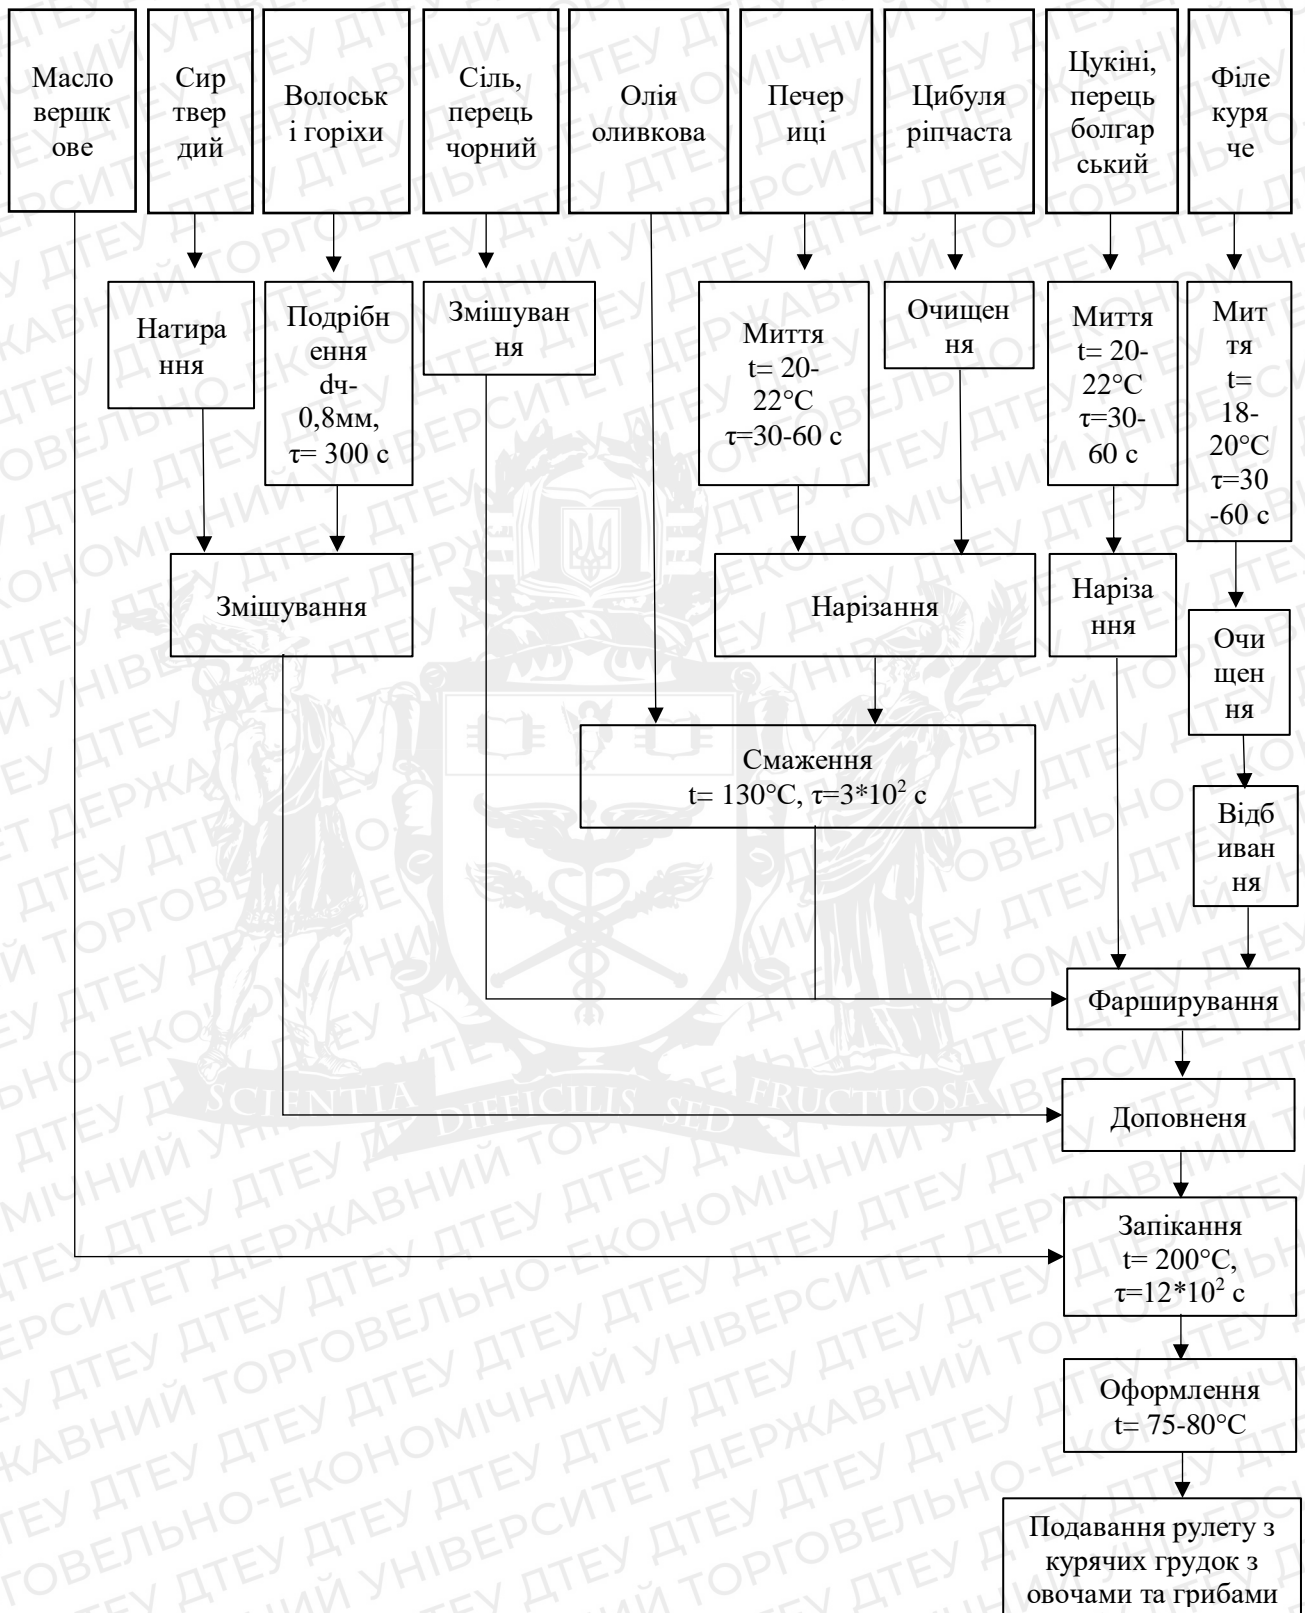 Масло
вершк
ове
Сир
твер
дий
Волоськ
і горіхи
Сіль,
перець
чорний
Олія
оливкова
Печер
иці
Цибуля
ріпчаста
Цукіні,
перець
болгар
ський
Філе
куря
че
Натира
ння
Подрібн
ення
dч-
0,8мм,
τ= 300 с
Змішуван
ня
Миття
t= 20-
22°C
τ=30-60 с
Очищен
ня
Миття
t= 20-
22°C
τ=30-
60 с
Мит
тя
t=
18-
20°C
τ=30
-60 с
Змішування
Нарізання
Наріза
ння
Очи
щен
ня
Смаження
t= 130°C, τ=3*10² с
Відб
иван
ня
Фарширування
Доповненя
Запікання
t= 200°C,
τ=12*10² с
Оформлення
t= 75-80°C
Подавання рулету з
курячих грудок з
овочами та грибами
SCIENTIA DIFFICILIS SED FRUCTUOSA